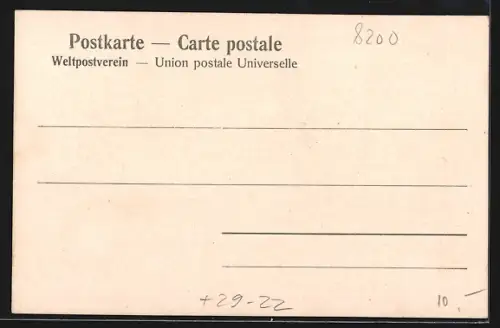 Postkarte — Carte postale
8200
Weltpostverein — Union postale Universelle
+29-22
10.-